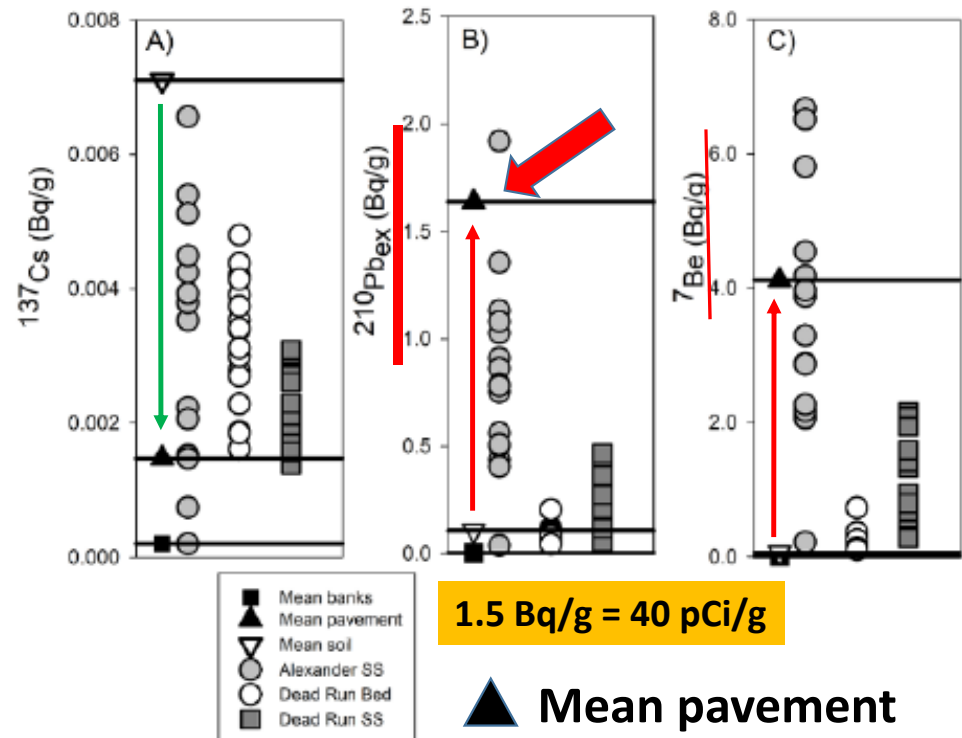 A)
137Cs (Bq/g)
0.008
0.006
0.004
0.002
0.000
B)
210Pbex (Bq/g)
2.5
2.0
1.5
1.0
0.5
0.0
C)
7Be (Bq/g)
8.0
6.0
4.0
2.0
0.0
Mean banks
Mean pavement
Mean soil
Alexander SS
Dead Run Bed
Dead Run SS
1.5 Bq/g = 40 pCi/g
Mean pavement